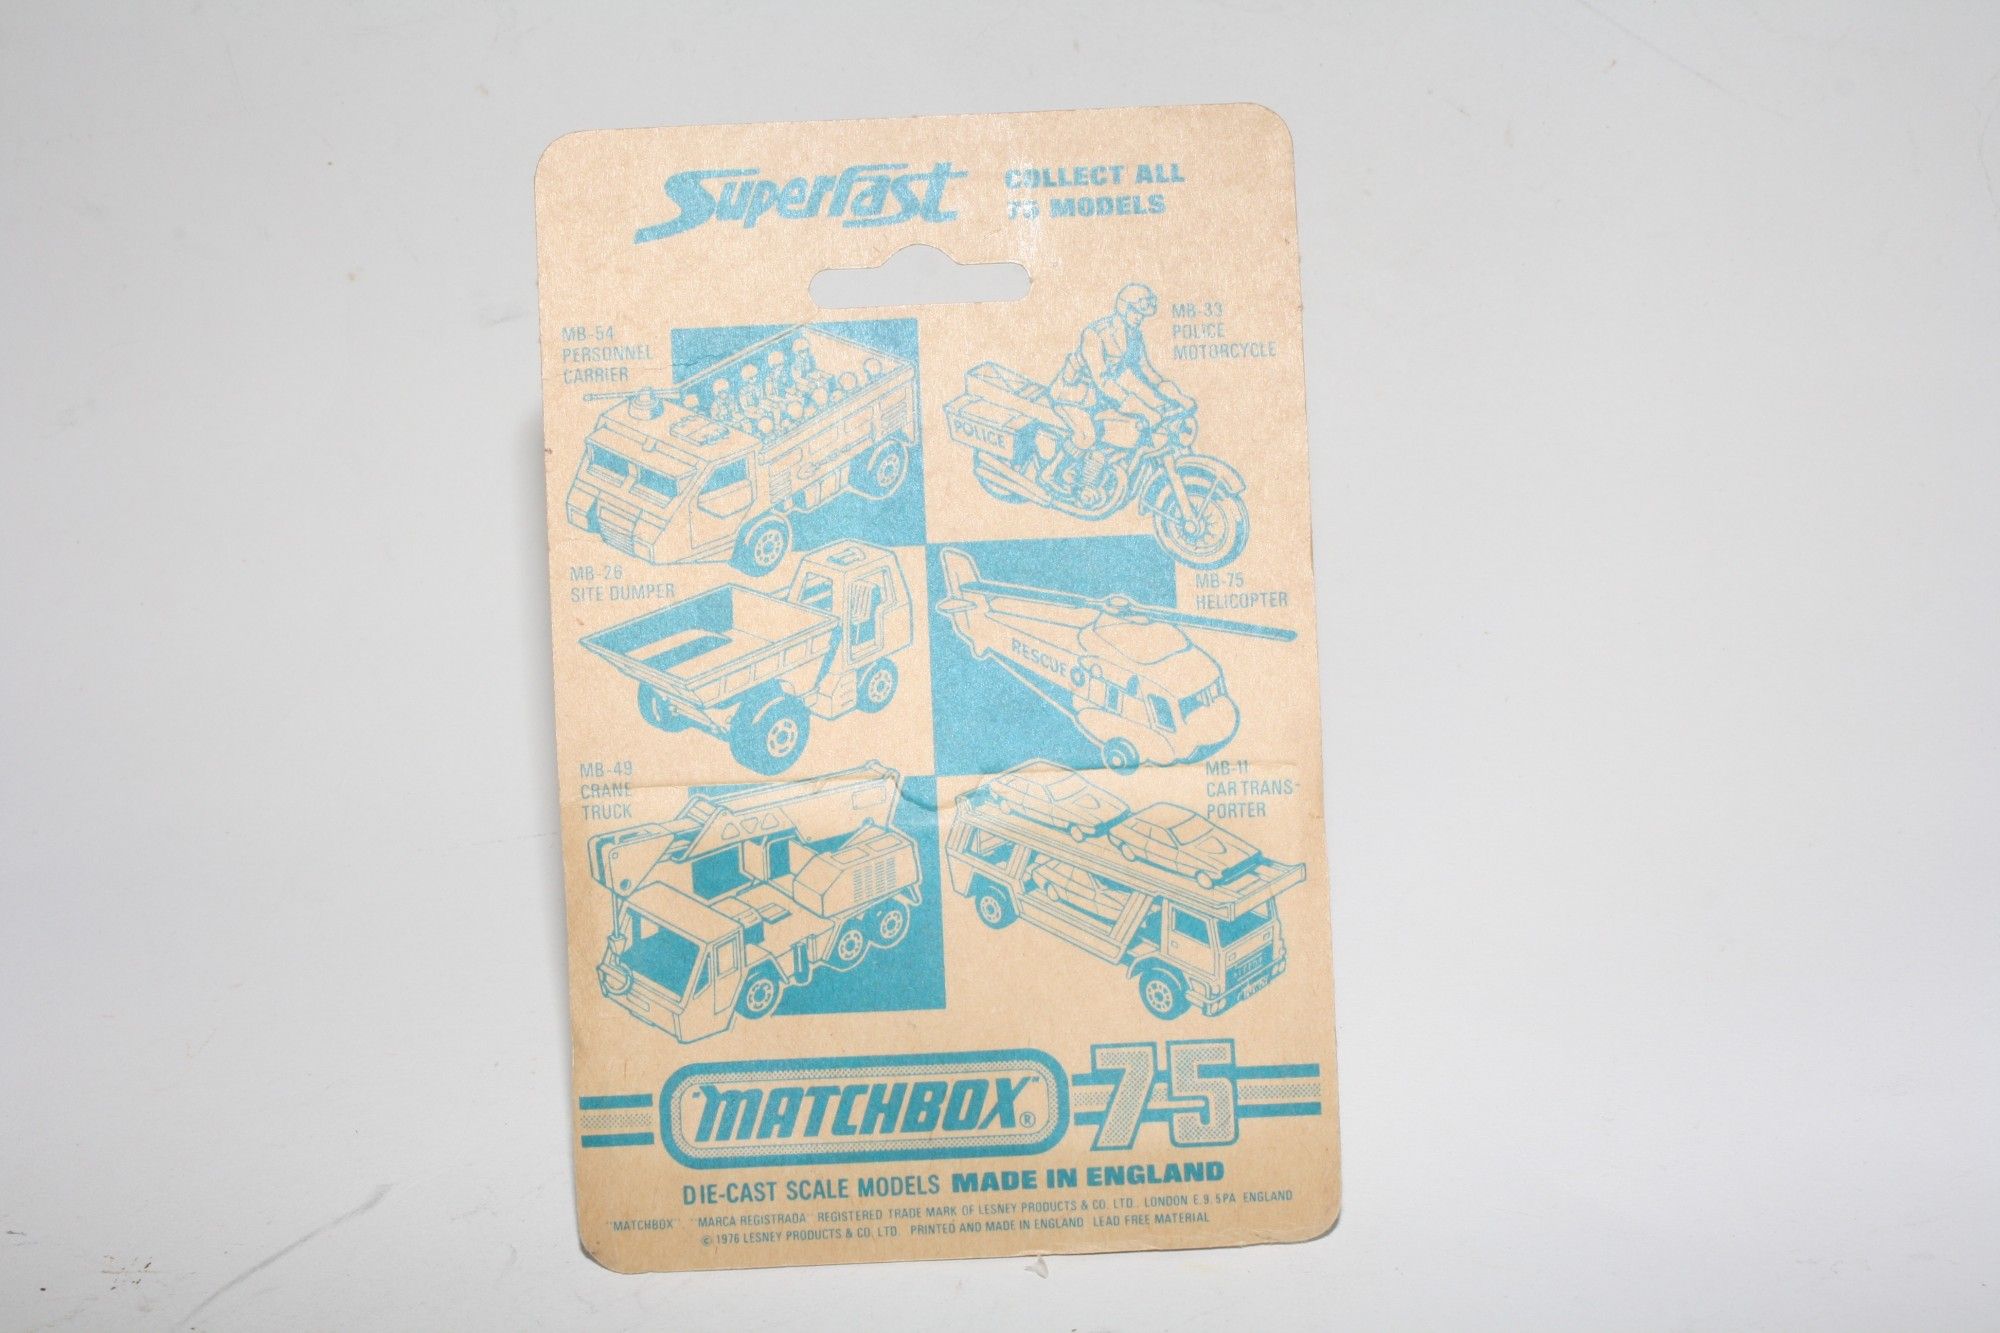 Superfast
COLLECT ALL
75 MODELS
MB-54
PERSONNEL
CARRIER
MB-33
POLICE
MOTORCYCLE
POLICE
MB-26
SITE DUMPER
MB-75
HELICOPTER
RESCUE
MB-49
CRANE
TRUCK
MB-11
CAR TRANS-
PORTER
"MATCHBOX"®
75
DIE-CAST SCALE MODELS MADE IN ENGLAND
"MATCHBOX". "MARCA REGISTRADA" REGISTERED TRADE MARK OF LESNEY PRODUCTS & CO. LTD., LONDON E.9. 5PA ENGLAND
© 1976 LESNEY PRODUCTS & CO. LTD. PRINTED AND MADE IN ENGLAND LEAD FREE MATERIAL